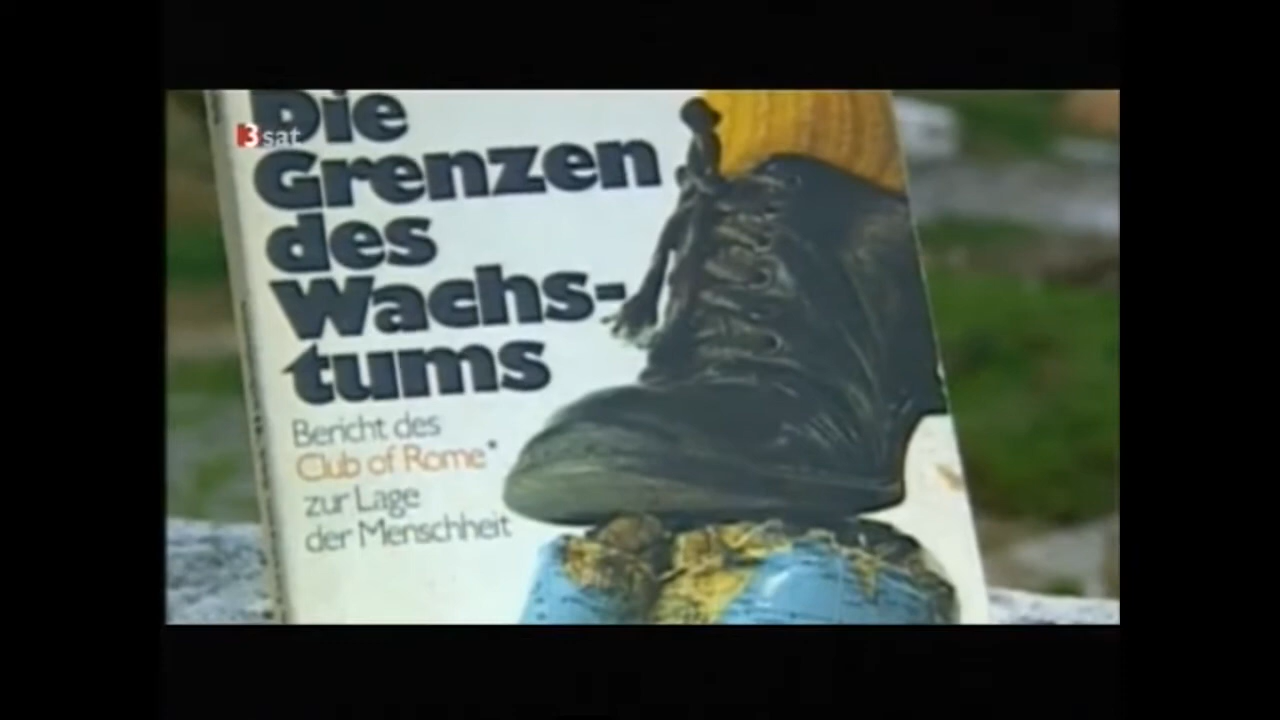 3sat
Die
Grenzen
des
Wachs-
tums
Bericht des
Club of Rome*
zur Lage
der Menschheit